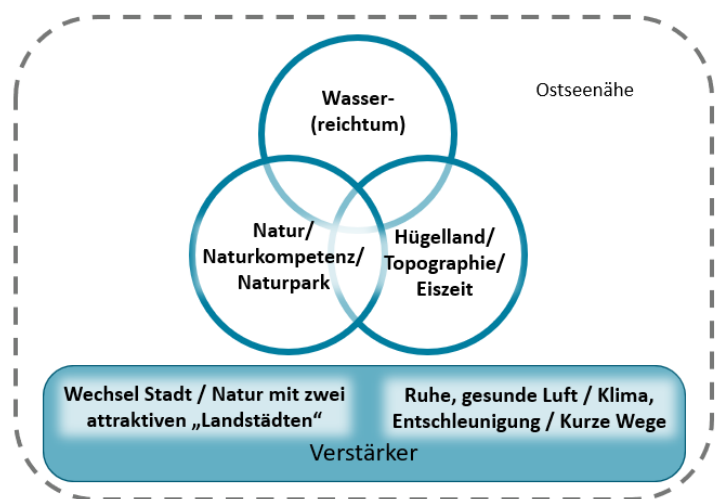 Wasser-
(reichtum)
Ostseenähe
Natur/
Naturkompetenz/
Naturpark
Hügelland/
Topographie/
Eiszeit
Wechsel Stadt / Natur mit zwei
attraktiven „Landstädten“
Ruhe, gesunde Luft / Klima,
Entschleunigung / Kurze Wege
Verstärker